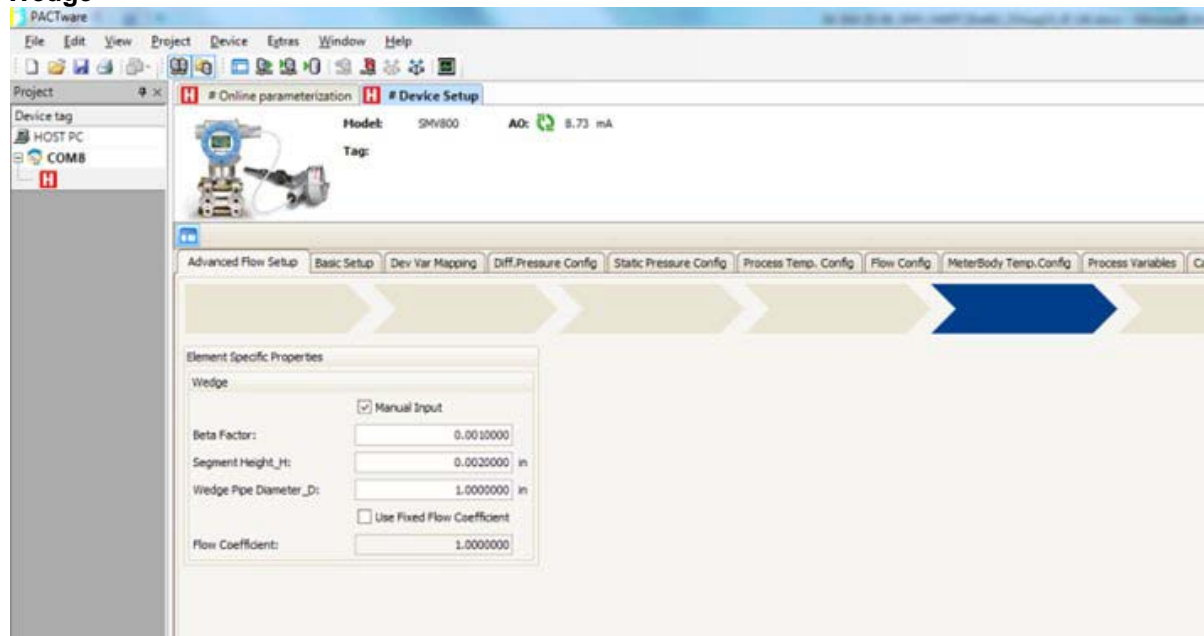 Wedge
PACTware
File Edit View Project Device Extras Window Help
Project
# Online parameterization # Device Setup
Device tag
HOST PC
COM8
Model: SMV800 AO: 8.73 mA
Tag:
Advanced Flow Setup Basic Setup Dev Var Mapping Diff.Pressure Config Static Pressure Config Process Temp. Config Flow Config MeterBody Temp.Config Process Variables
Element Specific Properties
Wedge
Manual Input
Beta Factor: 0.0010000
Segment Height_H: 0.0020000 in
Wedge Pipe Diameter_D: 1.0000000 in
Use Fixed Flow Coefficient
Flow Coefficient: 1.0000000